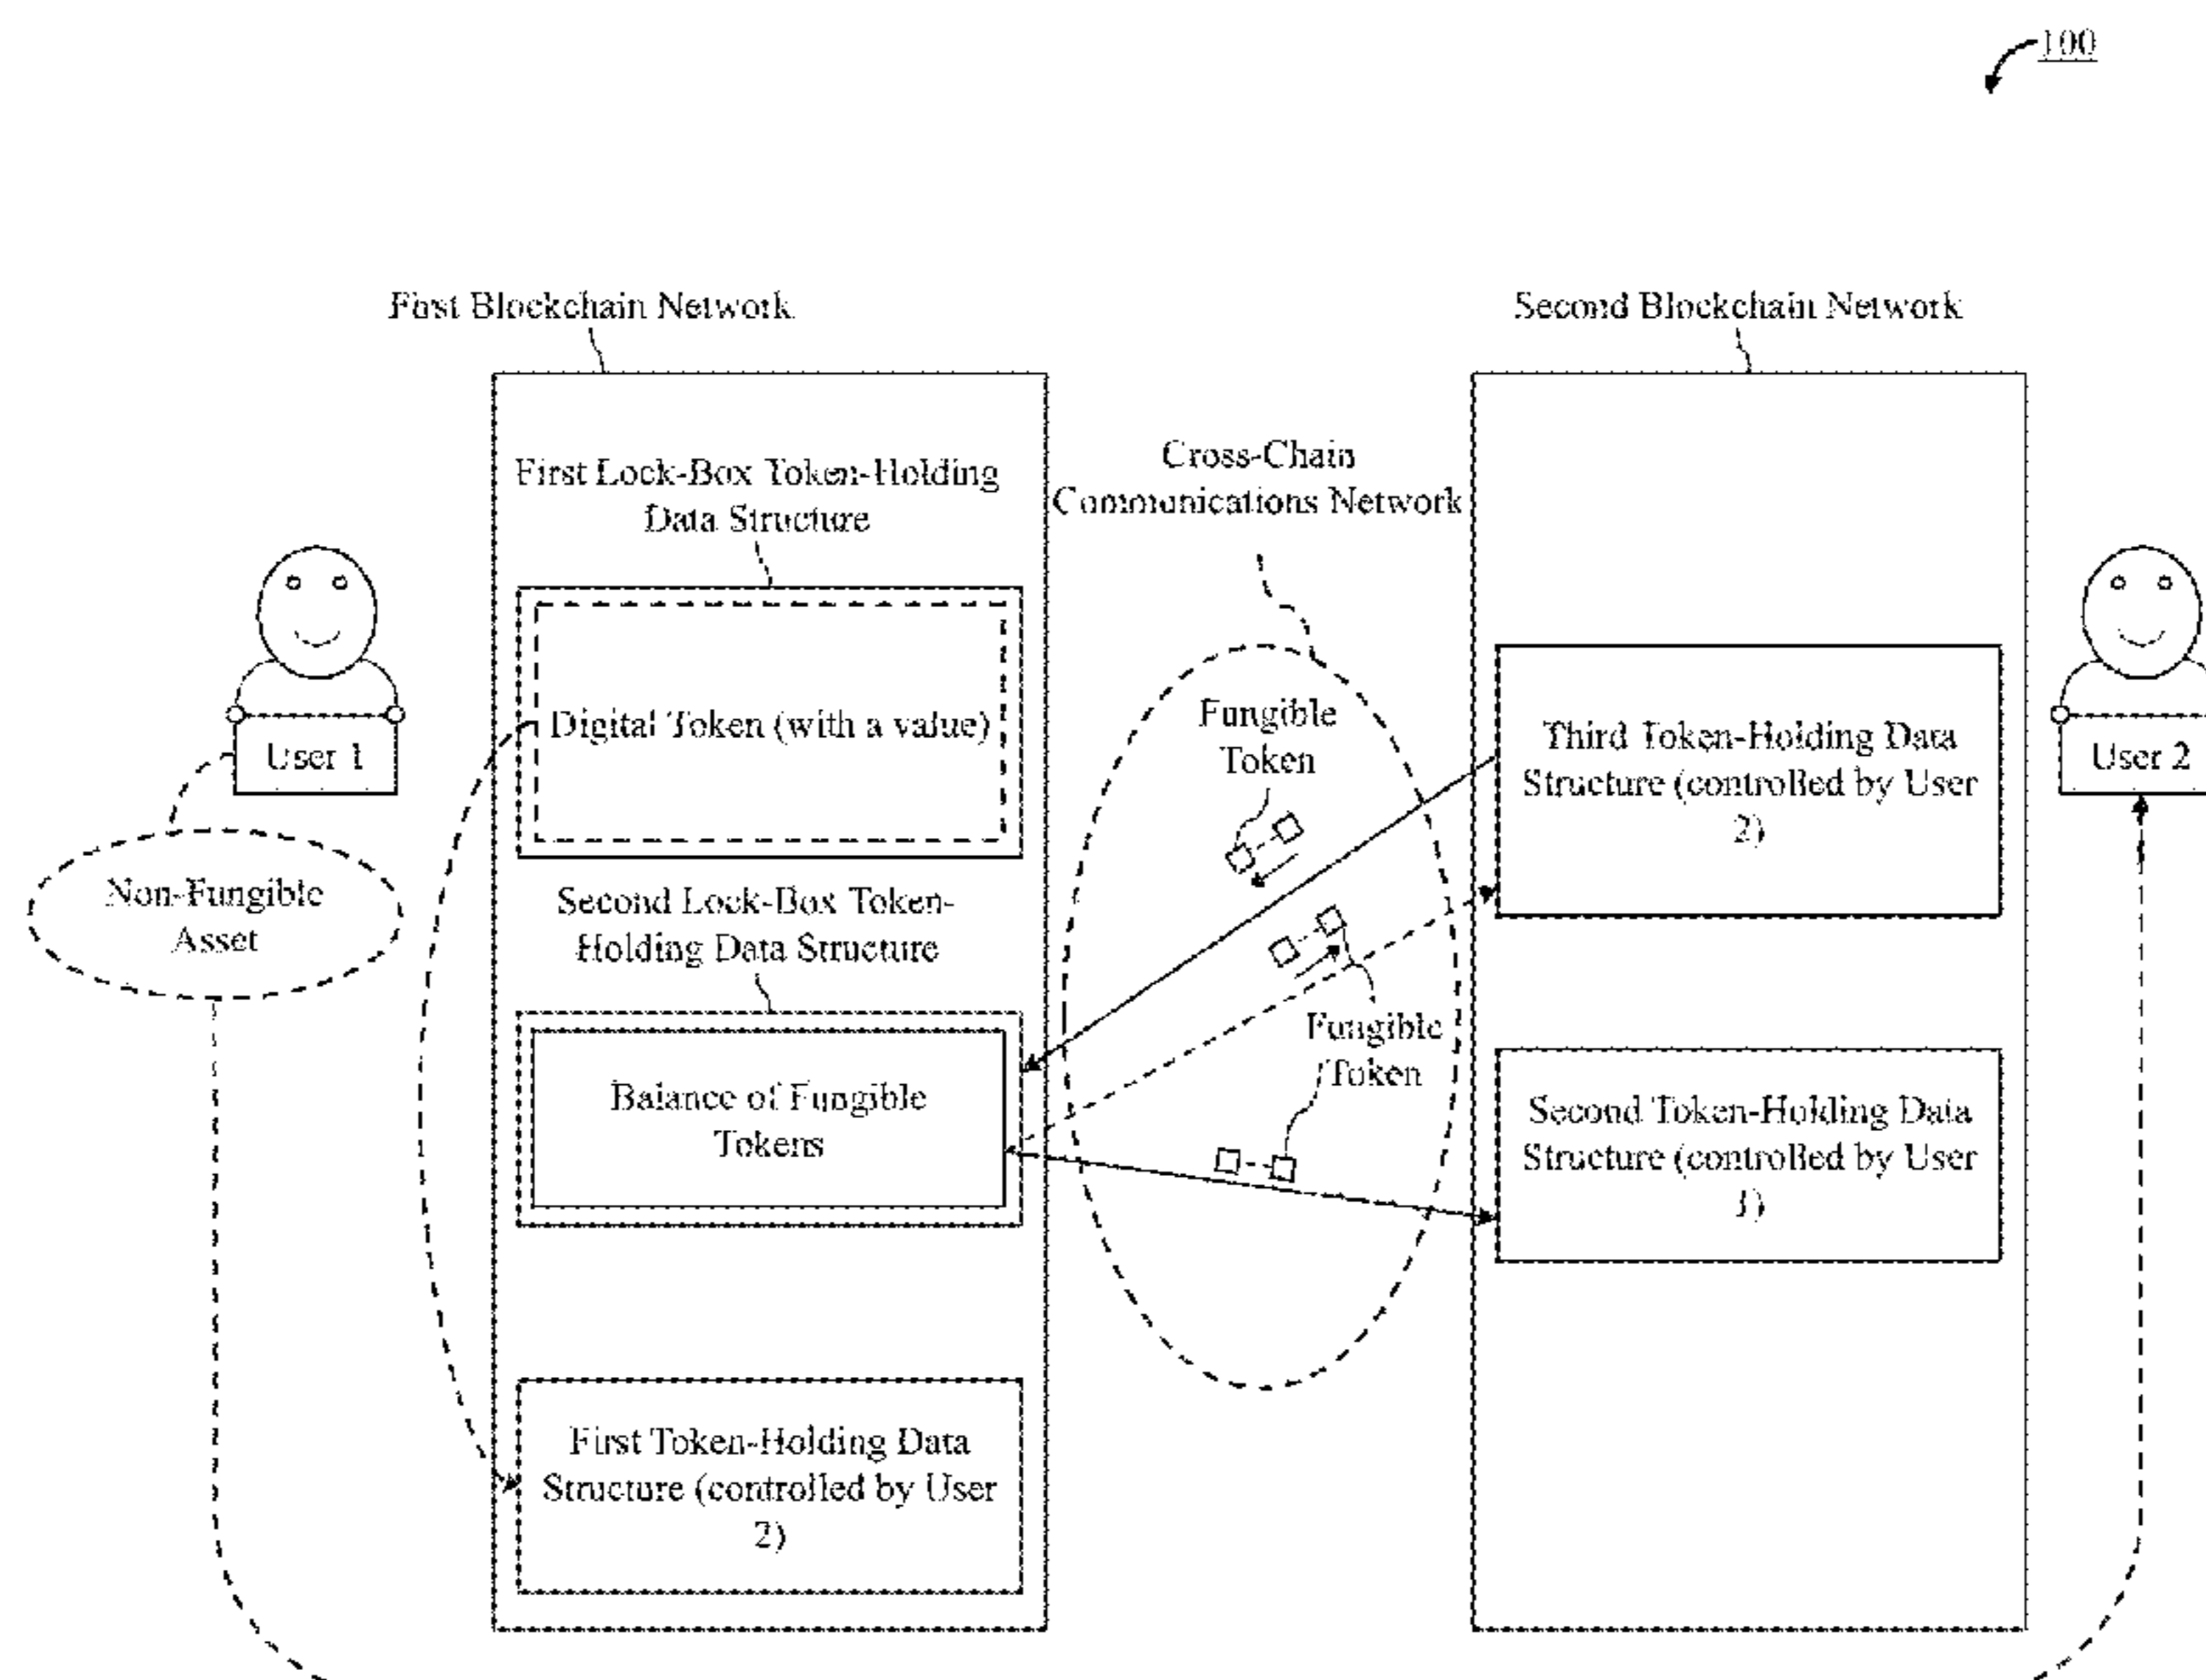 100
First Blockchain Network
Second Blockchain Network
First Lock-Box Token-Holding
Data Structure
Cross-Chain
Communications Network
Digital Token (with a value)
User 1
Non-Fungible
Asset
Fungible
Token
Third Token-Holding Data
Structure (controlled by User
2)
User 2
Second Lock-Box Token-
Holding Data Structure
Balance of Fungible
Tokens
Fungible
Token
Second Token-Holding Data
Structure (controlled by User
1)
First Token-Holding Data
Structure (controlled by User
2)